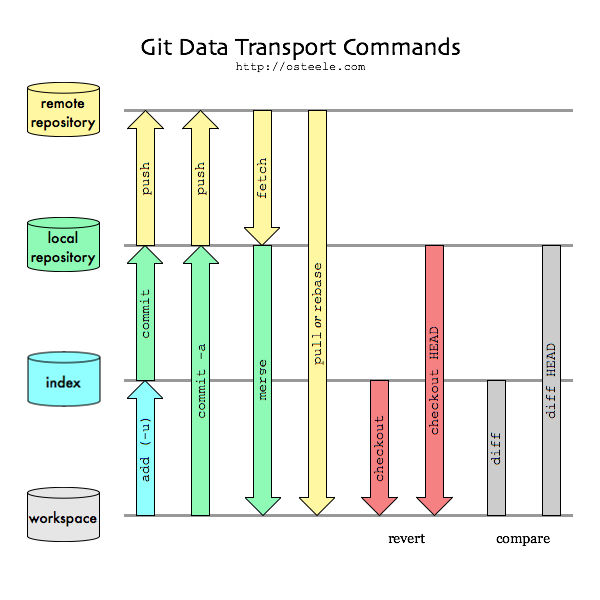 Git Data Transport Commands
http://osteele.com
remote
repository
push
push
fetch
local
repository
commit
commit -a
merge
pull or rebase
checkout HEAD
diff HEAD
index
add (-u)
checkout
diff
workspace
revert
compare